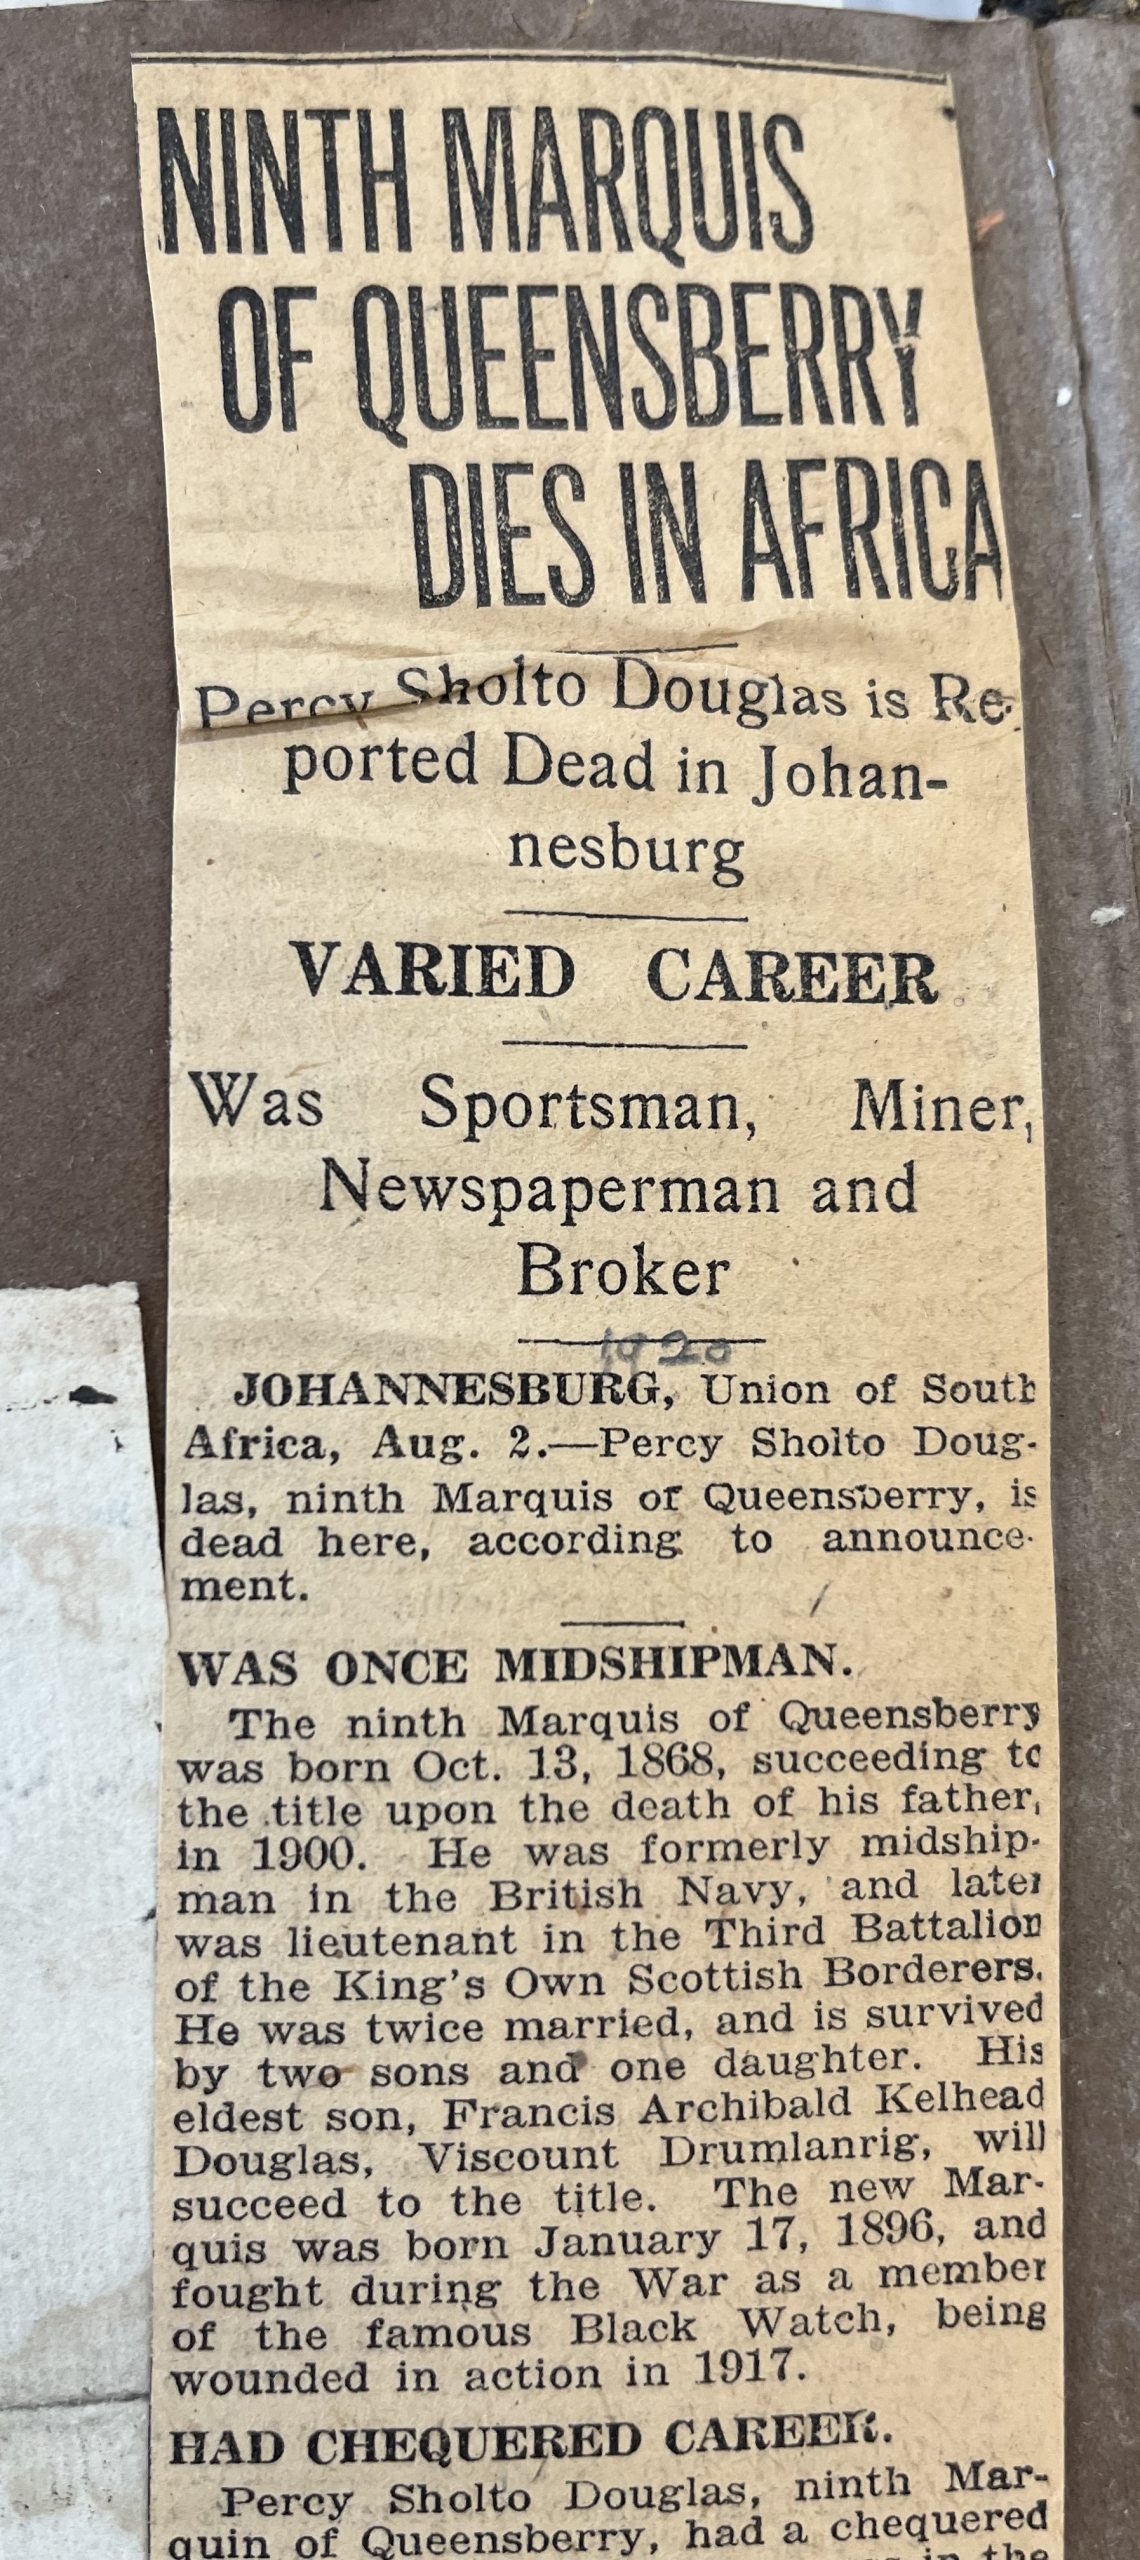 NINTH MARQUIS
OF QUEENSBERRY
DIES IN AFRICA
Percy Sholto Douglas is Re-
ported Dead in Johan-
nesburg
VARIED CAREER
Was Sportsman, Miner,
Newspaperman and
Broker
1920
JOHANNESBURG, Union of South
Africa, Aug. 2.—Percy Sholto Doug-
las, ninth Marquis of Queensberry, is
dead here, according to announce-
ment.
WAS ONCE MIDSHIPMAN.
The ninth Marquis of Queensberry
was born Oct. 13, 1868, succeeding to
the title upon the death of his father,
in 1900. He was formerly midship-
man in the British Navy, and later
was lieutenant in the Third Battalion
of the King's Own Scottish Borderers.
He was twice married, and is survived
by two sons and one daughter. His
eldest son, Francis Archibald Kelhead
Douglas, Viscount Drumlanrig, will
succeed to the title. The new Mar-
quis was born January 17, 1896, and
fought during the War as a member
of the famous Black Watch, being
wounded in action in 1917.
HAD CHEQUERED CAREER.
Percy Sholto Douglas, ninth Mar-
quin of Queensberry, had a chequered
in the